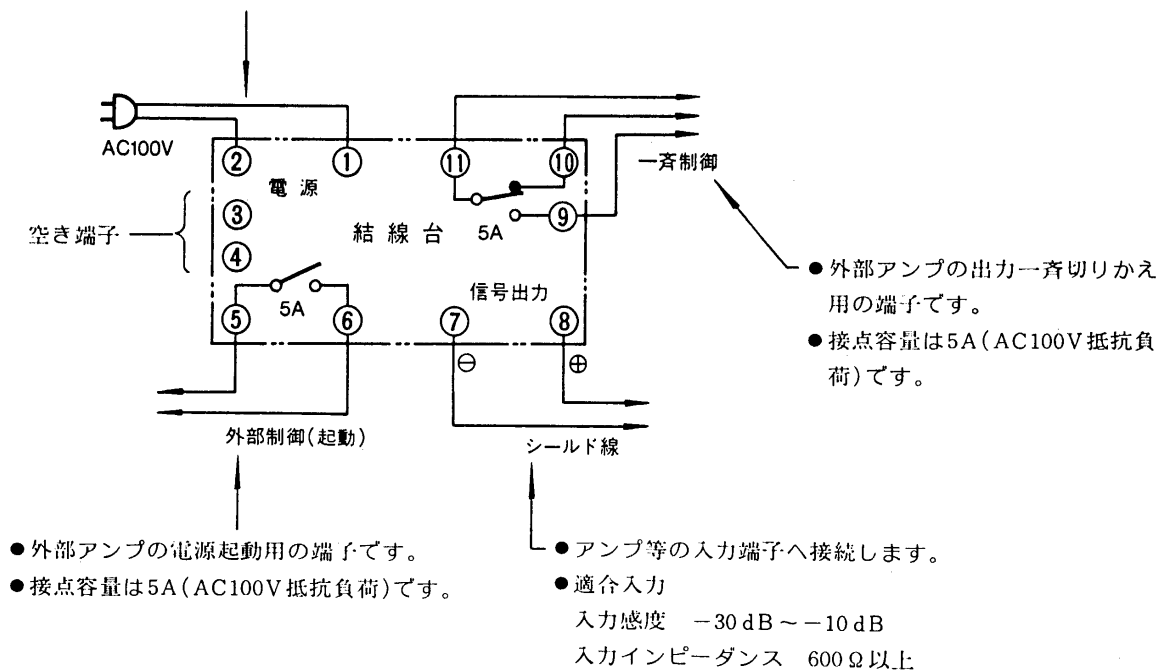 AC100V
② ① ⑪ ⑩
電源
一斉制御
③ ⑨
空き端子
結線台 5A
④
信号出力
5A
⑤ ⑥ ⑦ ⑧
⊖ ⊕
外部制御(起動)
シールド線
●外部アンプの出力一斉切りかえ
用の端子です。
●接点容量は5A(AC100V抵抗負
荷)です。
●外部アンプの電源起動用の端子です。
●接点容量は5A(AC100V抵抗負荷)です。
●アンプ等の入力端子へ接続します。
●適合入力
入力感度 −30dB~−10dB
入力インピーダンス 600Ω以上